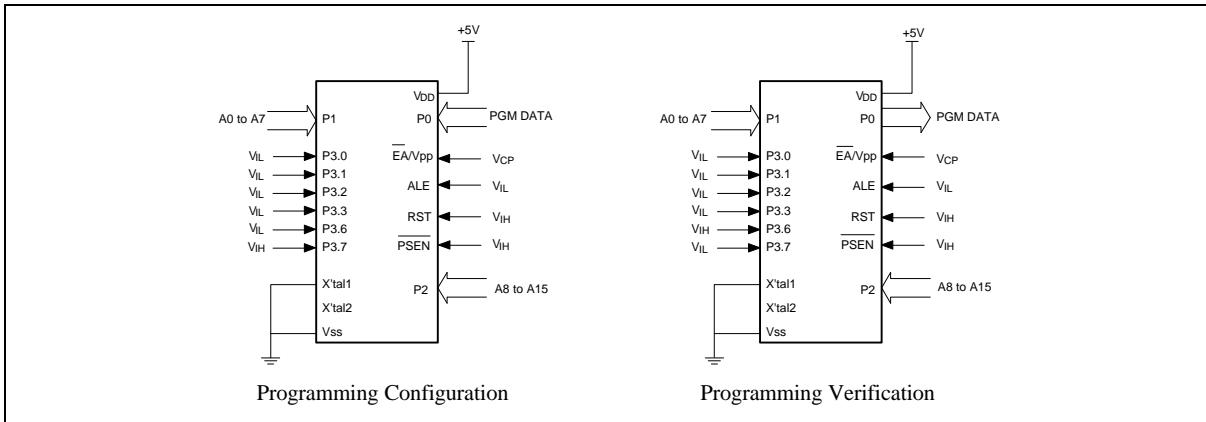 +5V
VDD
A0 to A7
P1
P0
PGM DATA
VIL
P3.0
EA/Vpp
VCP
VIL
P3.1
VIL
P3.2
ALE
VIL
VIL
P3.3
RST
VIH
VIL
P3.6
VIH
P3.7
PSEN
VIH
X'tal1
P2
A8 to A15
X'tal2
Vss
Programming Configuration
+5V
VDD
A0 to A7
P1
P0
PGM DATA
VIL
P3.0
EA/Vpp
VCP
VIL
P3.1
VIL
P3.2
ALE
VIL
VIL
P3.3
RST
VIH
VIH
P3.6
VIL
P3.7
PSEN
VIH
X'tal1
P2
A8 to A15
X'tal2
Vss
Programming Verification